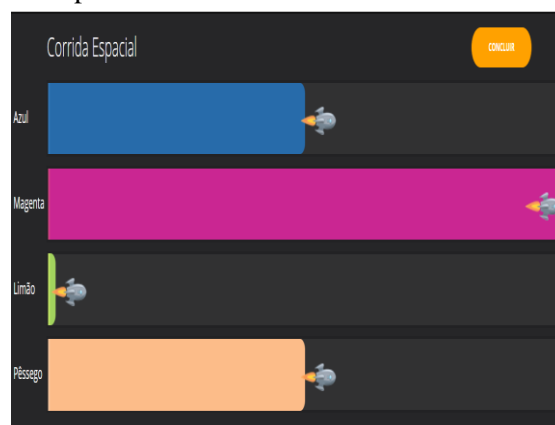 Corrida Espacial
CONCLUIR
Azul
Magenta
Limão
Pêssego